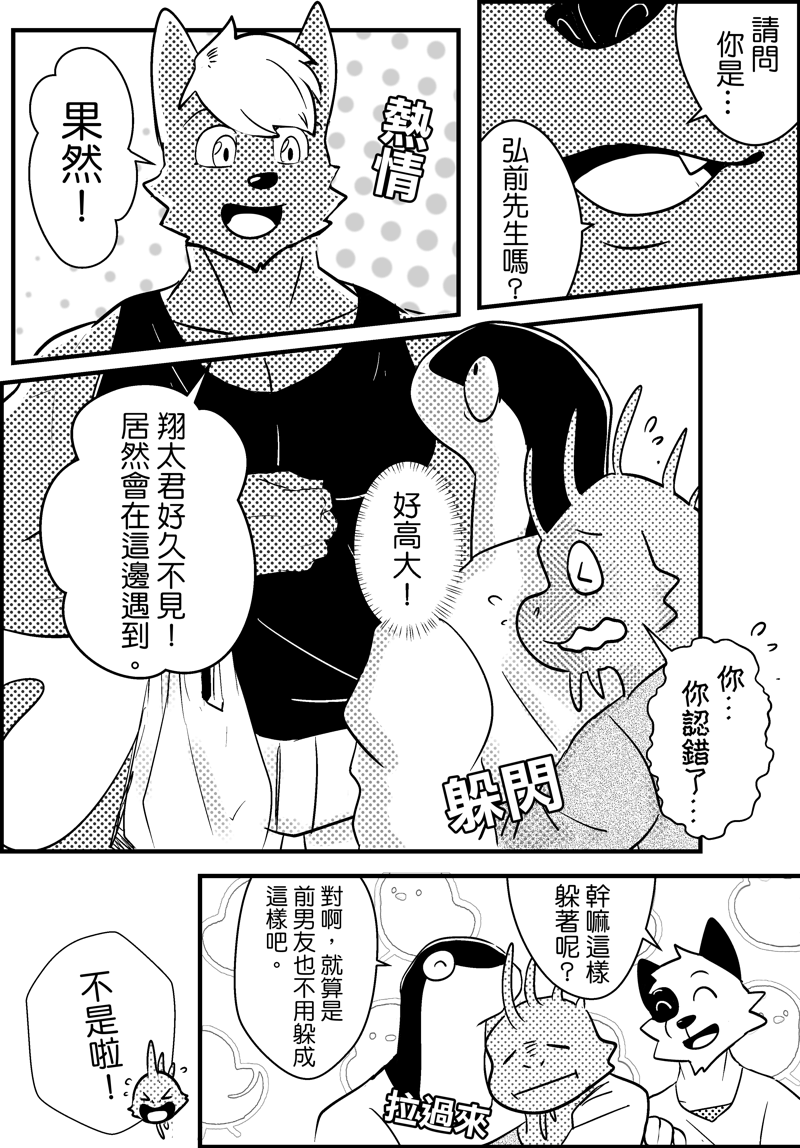 請問
你是…
弘前先生嗎？
熱情
果然！
翔太君好久不見！
居然會在這邊遇到。
好高大！
你…
你認錯了…
躲閃
幹嘛這樣
躲著呢？
對啊，就算是
前男友也不用躲成
這樣吧。
拉過來
不是啦！